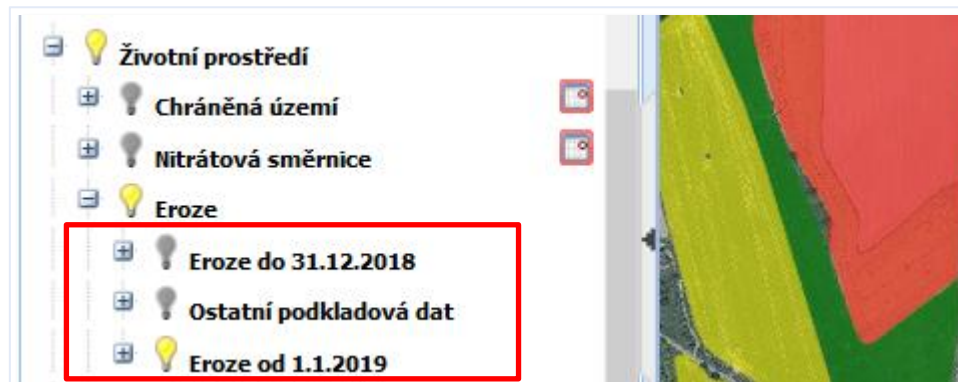 Životní prostředí
Chráněná území
Nitrátová směrnice
Eroze
Eroze do 31.12.2018
Ostatní podkladová dat
Eroze od 1.1.2019